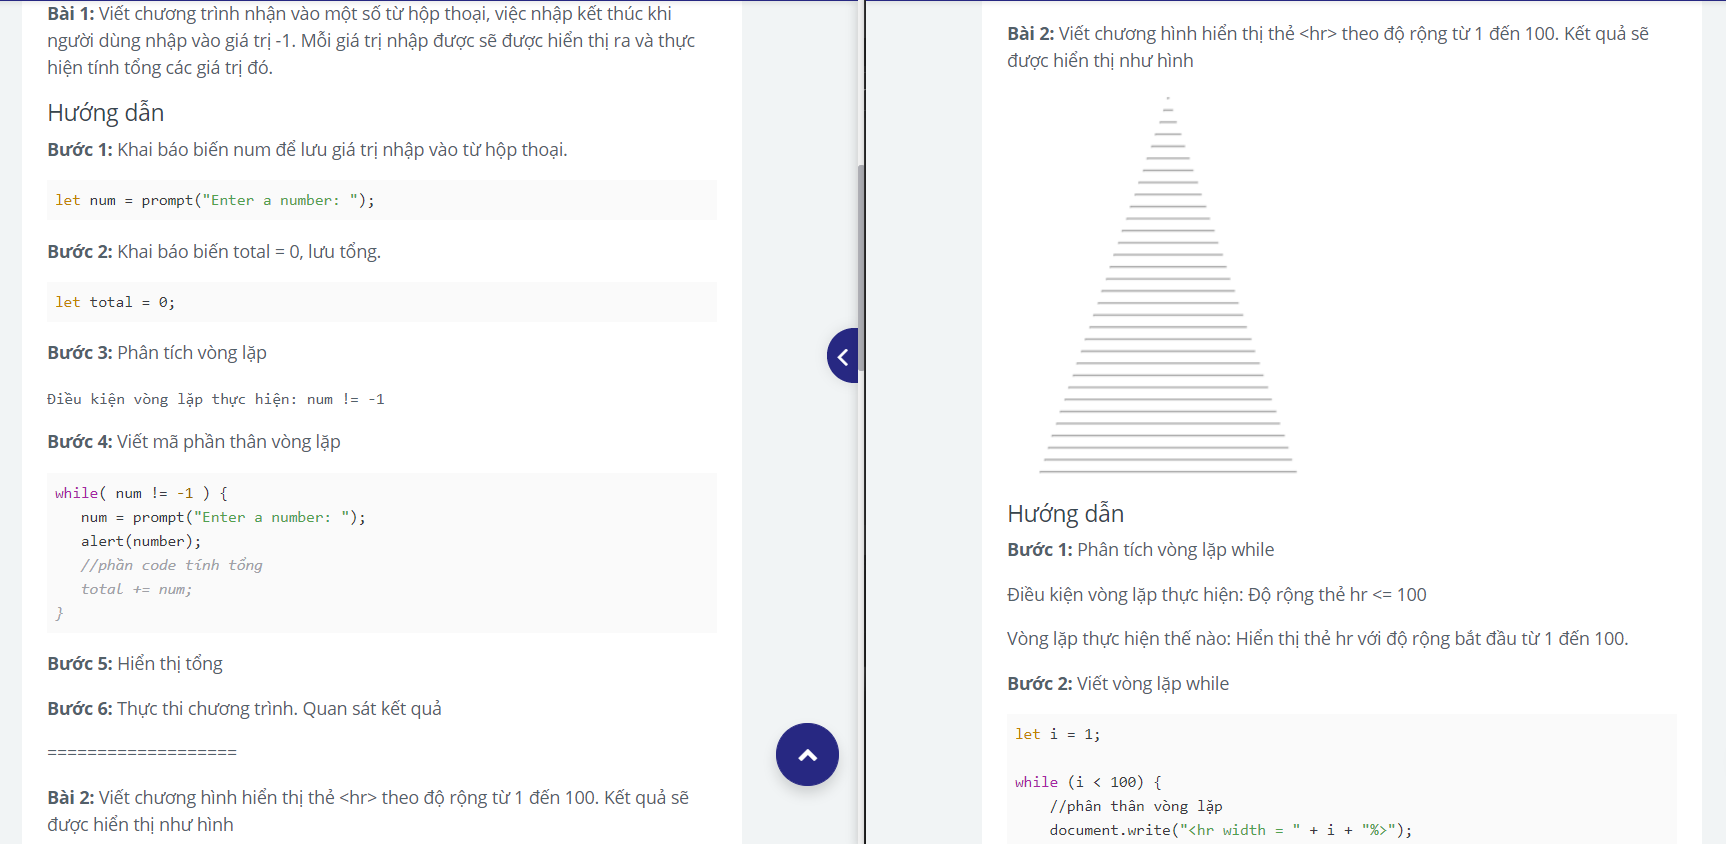 Bài 1: Viết chương trình nhận vào một số từ hộp thoại, việc nhập kết thúc khi
người dùng nhập vào giá trị -1. Mỗi giá trị nhập được sẽ được hiển thị ra và thực
hiện tính tổng các giá trị đó.
Hướng dẫn
Bước 1: Khai báo biến num để lưu giá trị nhập vào từ hộp thoại.
let num = prompt("Enter a number: ");
Bước 2: Khai báo biến total = 0, lưu tổng.
let total = 0;
Bước 3: Phân tích vòng lặp
Điều kiện vòng lặp thực hiện: num != -1
Bước 4: Viết mã phần thân vòng lặp
while( num != -1 ) {
num = prompt("Enter a number: ");
alert(number);
//phần code tính tổng
total += num;
}
Bước 5: Hiển thị tổng
Bước 6: Thực thi chương trình. Quan sát kết quả
===================
Bài 2: Viết chương hình hiển thị thẻ <hr> theo độ rộng từ 1 đến 100. Kết quả sẽ
được hiển thị như hình
Bài 2: Viết chương hình hiển thị thẻ <hr> theo độ rộng từ 1 đến 100. Kết quả sẽ
được hiển thị như hình
Hướng dẫn
Bước 1: Phân tích vòng lặp while
Điều kiện vòng lặp thực hiện: Độ rộng thẻ hr <= 100
Vòng lặp thực hiện thế nào: Hiển thị thẻ hr với độ rộng bắt đầu từ 1 đến 100.
Bước 2: Viết vòng lặp while
let i = 1;
while (i < 100) {
//phân thân vòng lặp
document.write("<hr width = " + i + "%>");